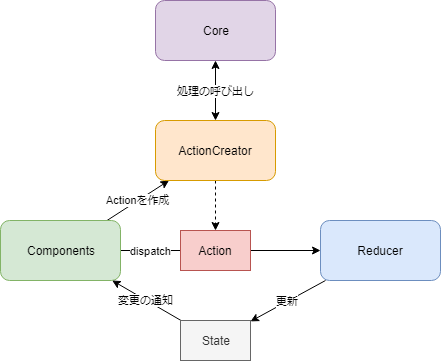 Core
処理の呼び出し
ActionCreator
Actionを作成
Components
dispatch
Action
Reducer
変更の通知
更新
State